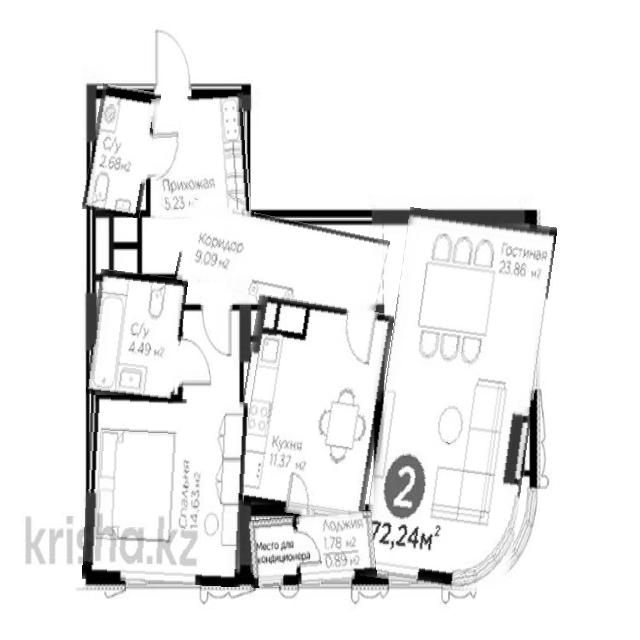 С/у
2.68 м2
Прихожая
5.23 м2
Коридор
9.09 м2
Гостиная
23.86 м2
С/у
4.49 м2
Кухня
11.37 м2
Спальня
14.63 м2
2
72,24м2
Лоджия
1.78 м2
0.89 м2
Место для
кондиционера
krisha.kz